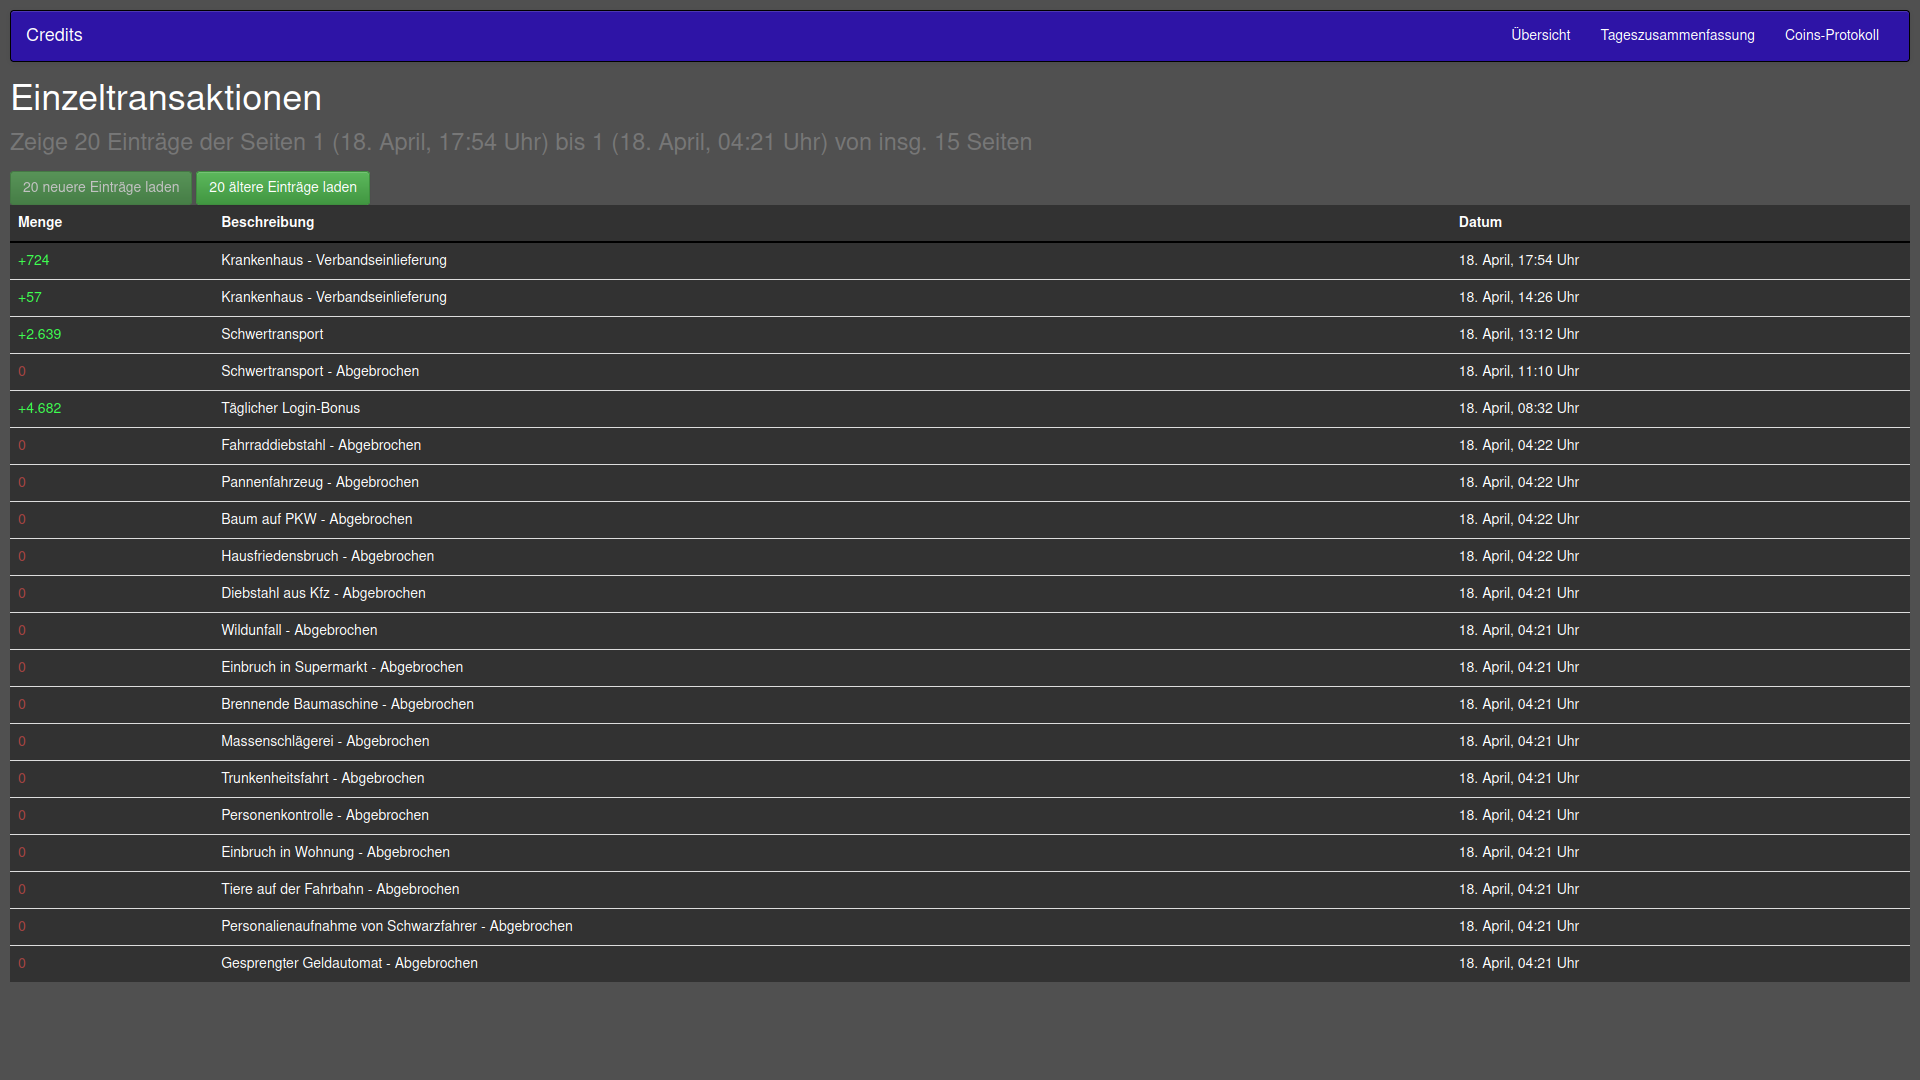 Credits Übersicht Tageszusammenfassung Coins-Protokoll
Einzeltransaktionen
Zeige 20 Einträge der Seiten 1 (18. April, 17:54 Uhr) bis 1 (18. April, 04:21 Uhr) von insg. 15 Seiten
20 neuere Einträge laden 20 ältere Einträge laden
Menge Beschreibung Datum
+724 Krankenhaus - Verbandseinlieferung 18. April, 17:54 Uhr
+57 Krankenhaus - Verbandseinlieferung 18. April, 14:26 Uhr
+2.639 Schwertransport 18. April, 13:12 Uhr
0 Schwertransport - Abgebrochen 18. April, 11:10 Uhr
+4.682 Täglicher Login-Bonus 18. April, 08:32 Uhr
0 Fahrraddiebstahl - Abgebrochen 18. April, 04:22 Uhr
0 Pannenfahrzeug - Abgebrochen 18. April, 04:22 Uhr
0 Baum auf PKW - Abgebrochen 18. April, 04:22 Uhr
0 Hausfriedensbruch - Abgebrochen 18. April, 04:22 Uhr
0 Diebstahl aus Kfz - Abgebrochen 18. April, 04:21 Uhr
0 Wildunfall - Abgebrochen 18. April, 04:21 Uhr
0 Einbruch in Supermarkt - Abgebrochen 18. April, 04:21 Uhr
0 Brennende Baumaschine - Abgebrochen 18. April, 04:21 Uhr
0 Massenschlägerei - Abgebrochen 18. April, 04:21 Uhr
0 Trunkenheitsfahrt - Abgebrochen 18. April, 04:21 Uhr
0 Personenkontrolle - Abgebrochen 18. April, 04:21 Uhr
0 Einbruch in Wohnung - Abgebrochen 18. April, 04:21 Uhr
0 Tiere auf der Fahrbahn - Abgebrochen 18. April, 04:21 Uhr
0 Personalienaufnahme von Schwarzfahrer - Abgebrochen 18. April, 04:21 Uhr
0 Gesprengter Geldautomat - Abgebrochen 18. April, 04:21 Uhr